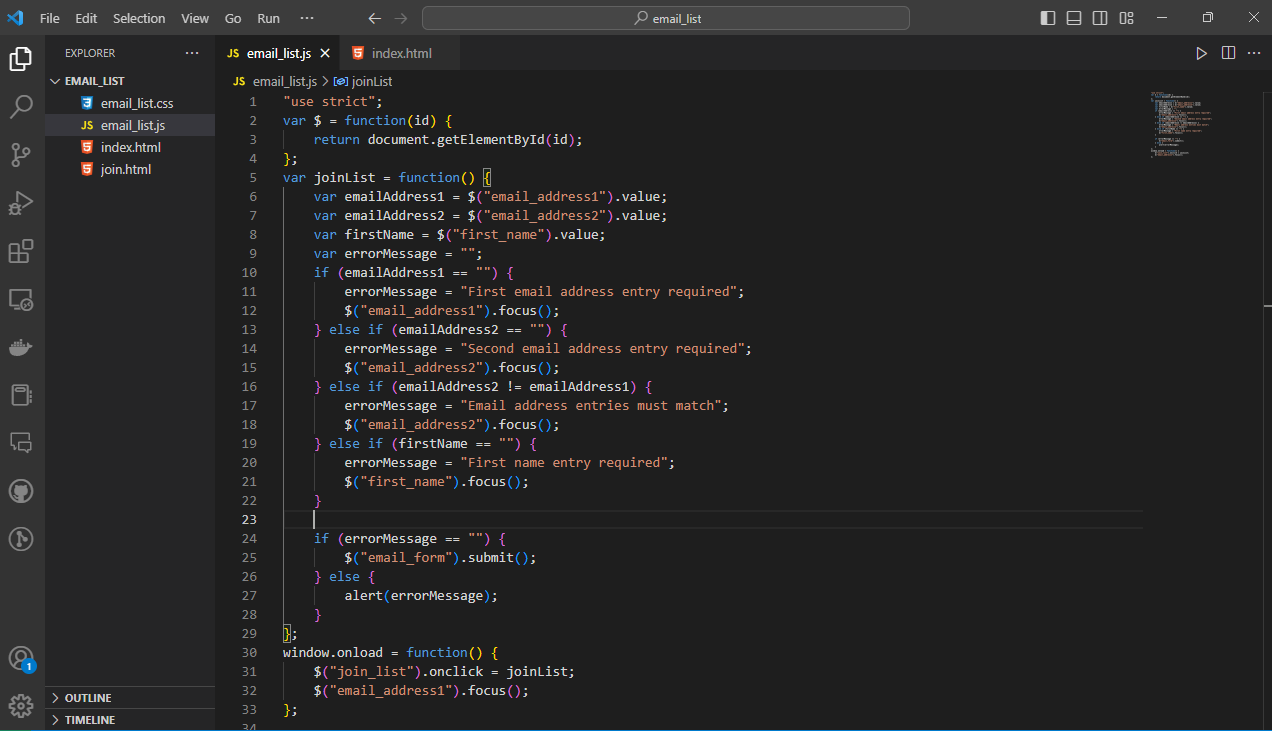 File Edit Selection View Go Run ··· email_list
EXPLORER ···
EMAIL_LIST
email_list.css
JS email_list.js
index.html
join.html
OUTLINE
TIMELINE
1
JS email_list.js index.html
JS email_list.js > joinList
1 "use strict";
2 var $ = function(id) {
3 return document.getElementById(id);
4 };
5 var joinList = function() {
6 var emailAddress1 = $("email_address1").value;
7 var emailAddress2 = $("email_address2").value;
8 var firstName = $("first_name").value;
9 var errorMessage = "";
10 if (emailAddress1 == "") {
11 errorMessage = "First email address entry required";
12 $("email_address1").focus();
13 } else if (emailAddress2 == "") {
14 errorMessage = "Second email address entry required";
15 $("email_address2").focus();
16 } else if (emailAddress2 != emailAddress1) {
17 errorMessage = "Email address entries must match";
18 $("email_address2").focus();
19 } else if (firstName == "") {
20 errorMessage = "First name entry required";
21 $("first_name").focus();
22 }
23
24 if (errorMessage == "") {
25 $("email_form").submit();
26 } else {
27 alert(errorMessage);
28 }
29 };
30 window.onload = function() {
31 $("join_list").onclick = joinList;
32 $("email_address1").focus();
33 };
34